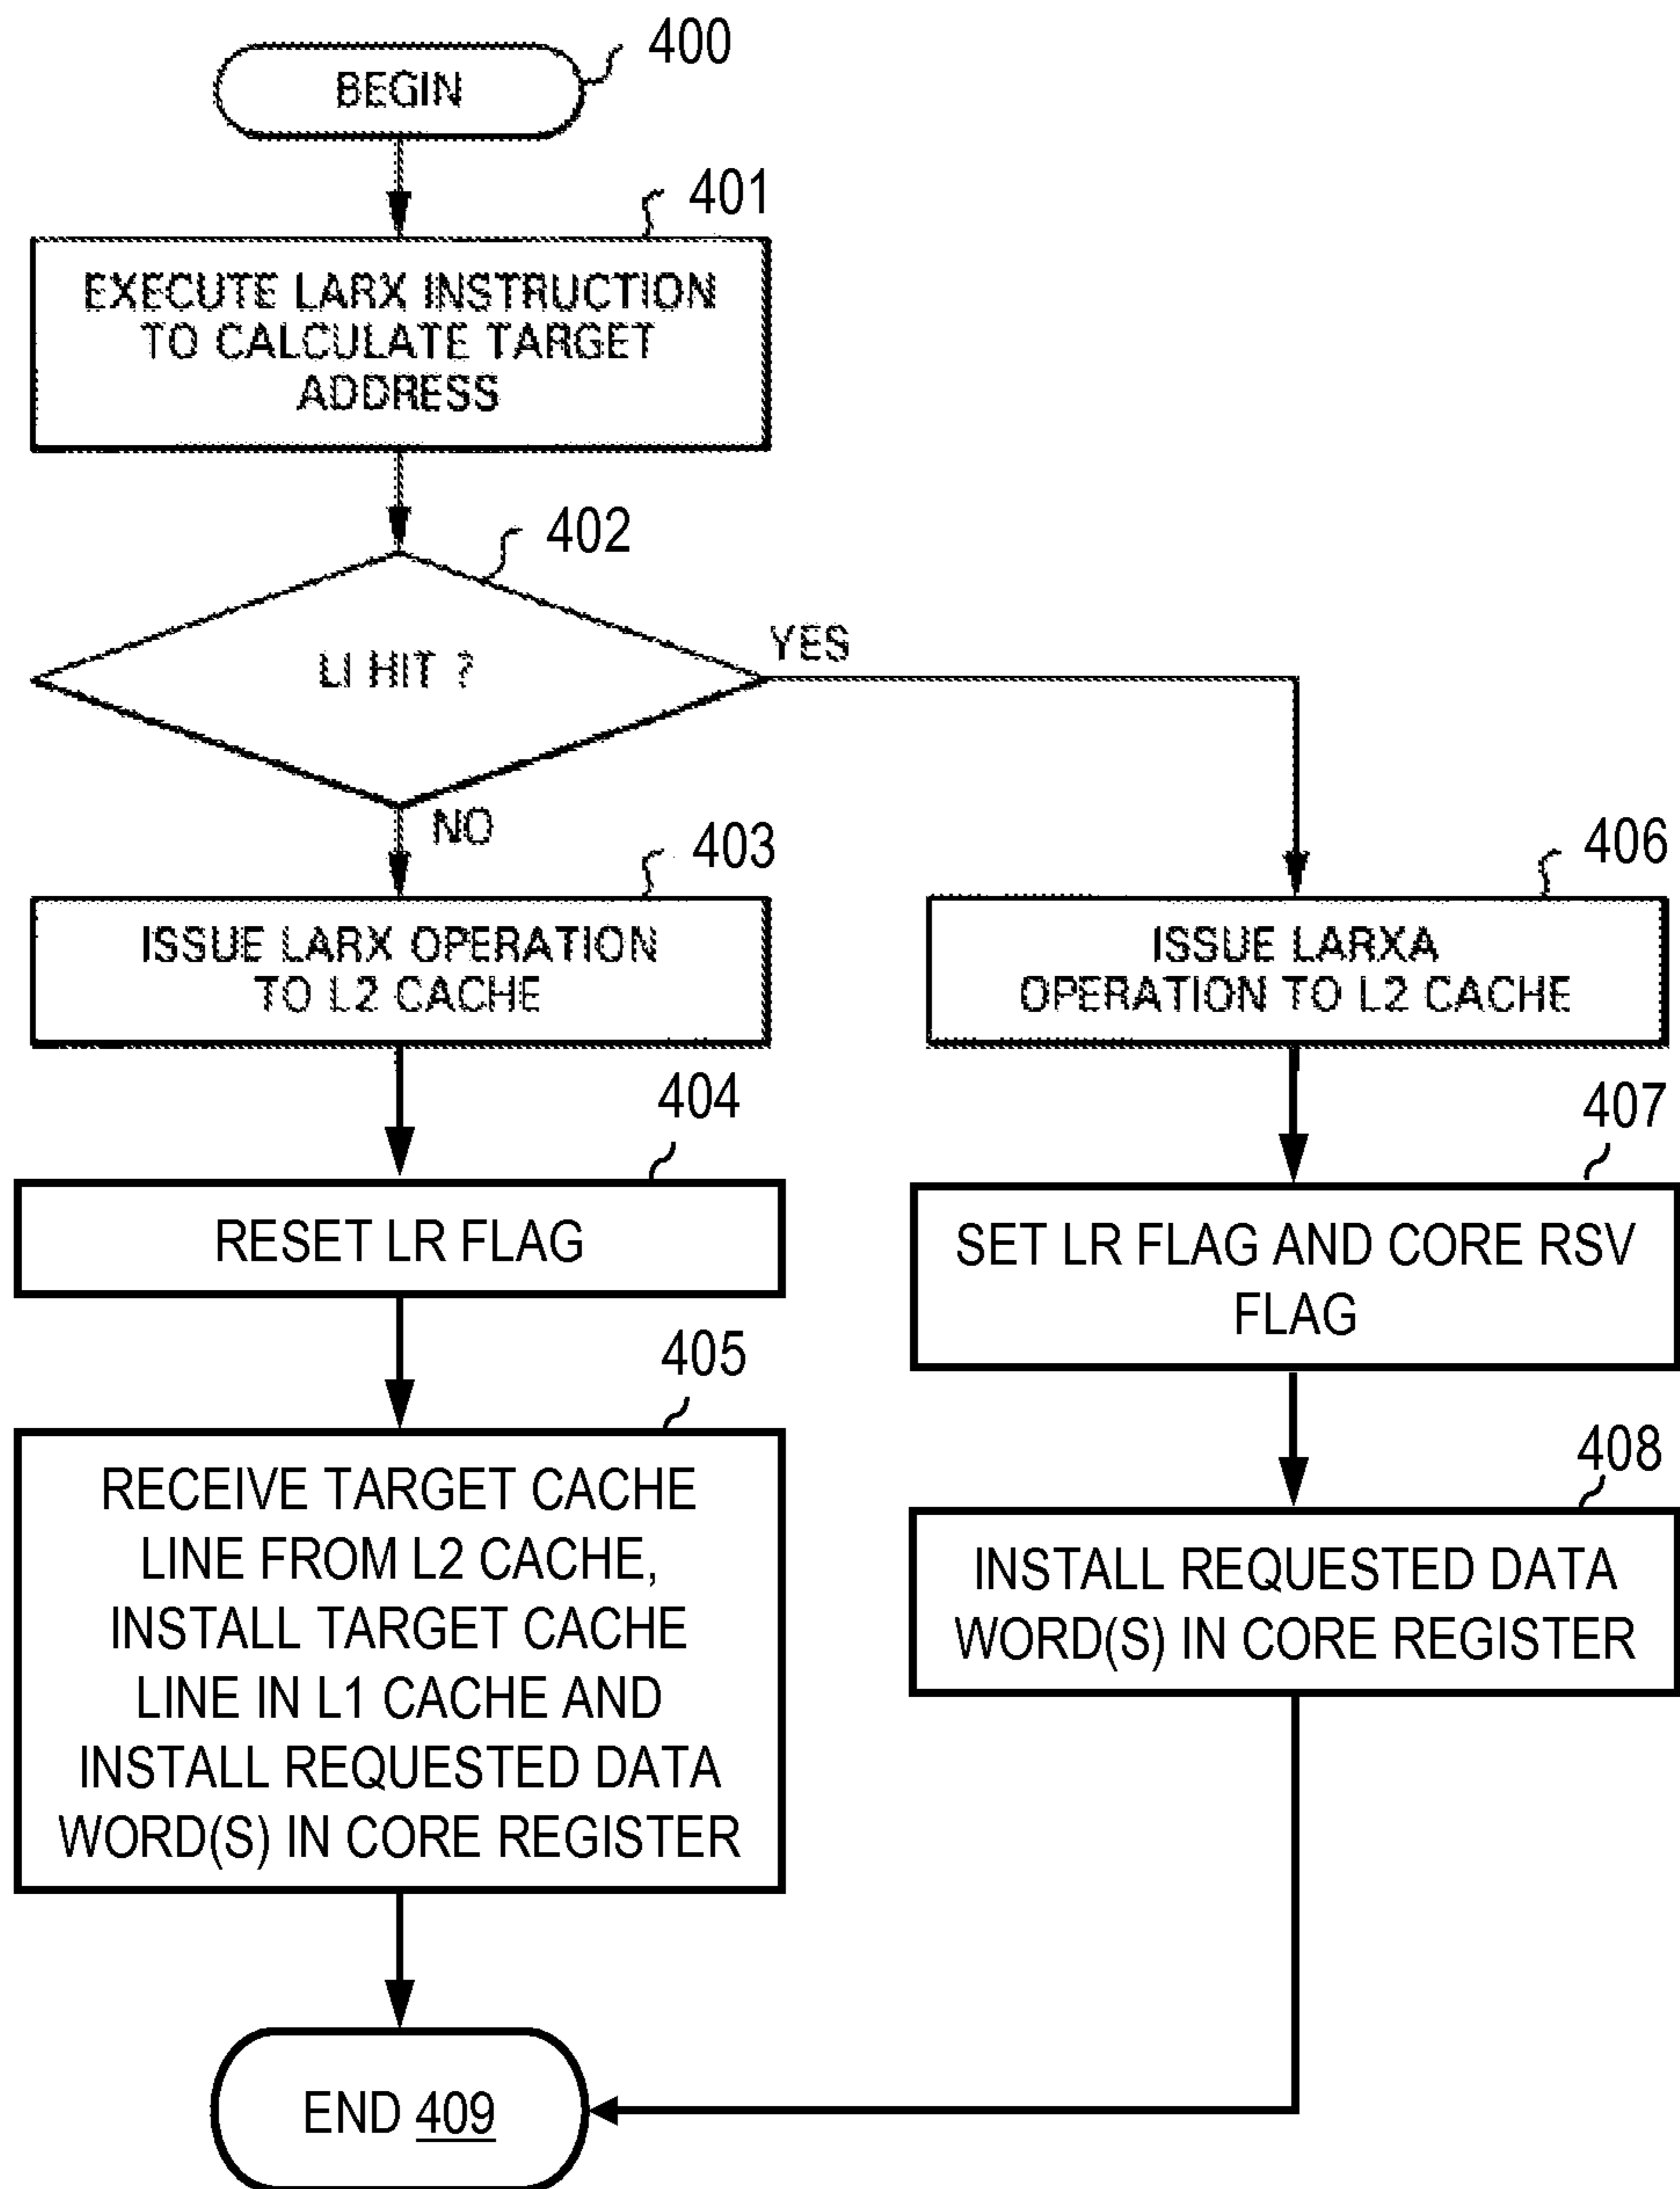 BEGIN
400
401
EXECUTE LARX INSTRUCTION
TO CALCULATE TARGET
ADDRESS
402
LI HIT ?
YES
NO
403
ISSUE LARX OPERATION
TO L2 CACHE
406
ISSUE LARXA
OPERATION TO L2 CACHE
404
RESET LR FLAG
407
SET LR FLAG AND CORE RSV
FLAG
405
RECEIVE TARGET CACHE
LINE FROM L2 CACHE,
INSTALL TARGET CACHE
LINE IN L1 CACHE AND
INSTALL REQUESTED DATA
WORD(S) IN CORE REGISTER
408
INSTALL REQUESTED DATA
WORD(S) IN CORE REGISTER
END 409